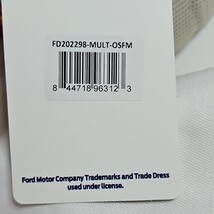 FD202298-MULT-OSFM
8 44718 96312 3
Ford Motor Company Trademarks and Trade Dress
used under license.